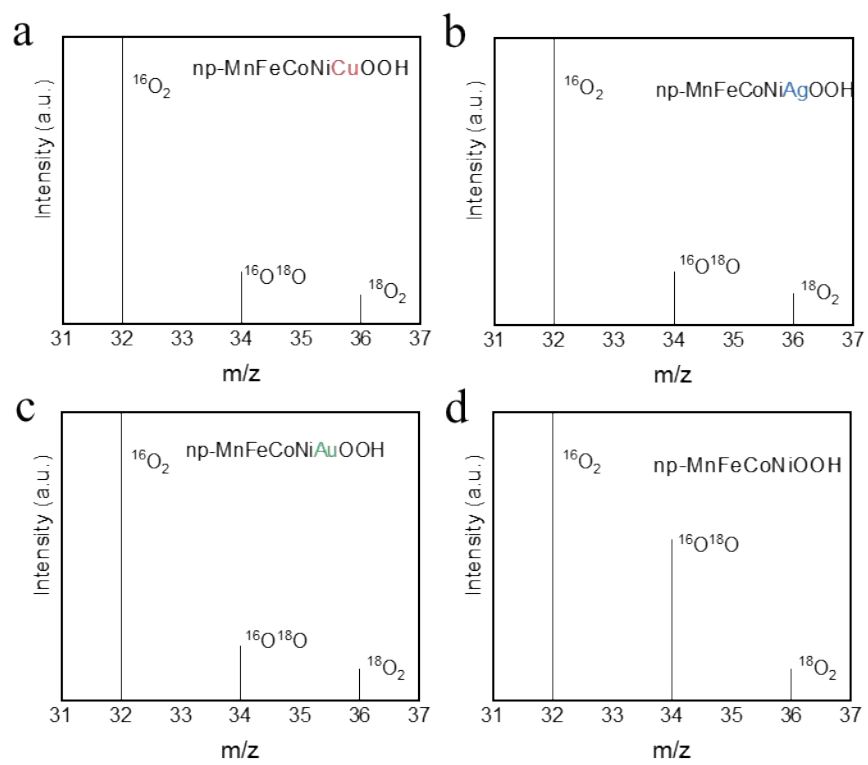 a
np-MnFeCoNiCuOOH
¹⁶O₂
Intensity (a.u.)
¹⁶O¹⁸O
¹⁸O₂
31 32 33 34 35 36 37
m/z
b
¹⁶O₂
np-MnFeCoNiAgOOH
Intensity (a.u.)
¹⁶O¹⁸O
¹⁸O₂
31 32 33 34 35 36 37
m/z
c
np-MnFeCoNiAuOOH
¹⁶O₂
Intensity (a.u.)
¹⁶O¹⁸O
¹⁸O₂
31 32 33 34 35 36 37
m/z
d
¹⁶O₂
np-MnFeCoNiOOH
Intensity (a.u.)
¹⁶O¹⁸O
¹⁸O₂
31 32 33 34 35 36 37
m/z